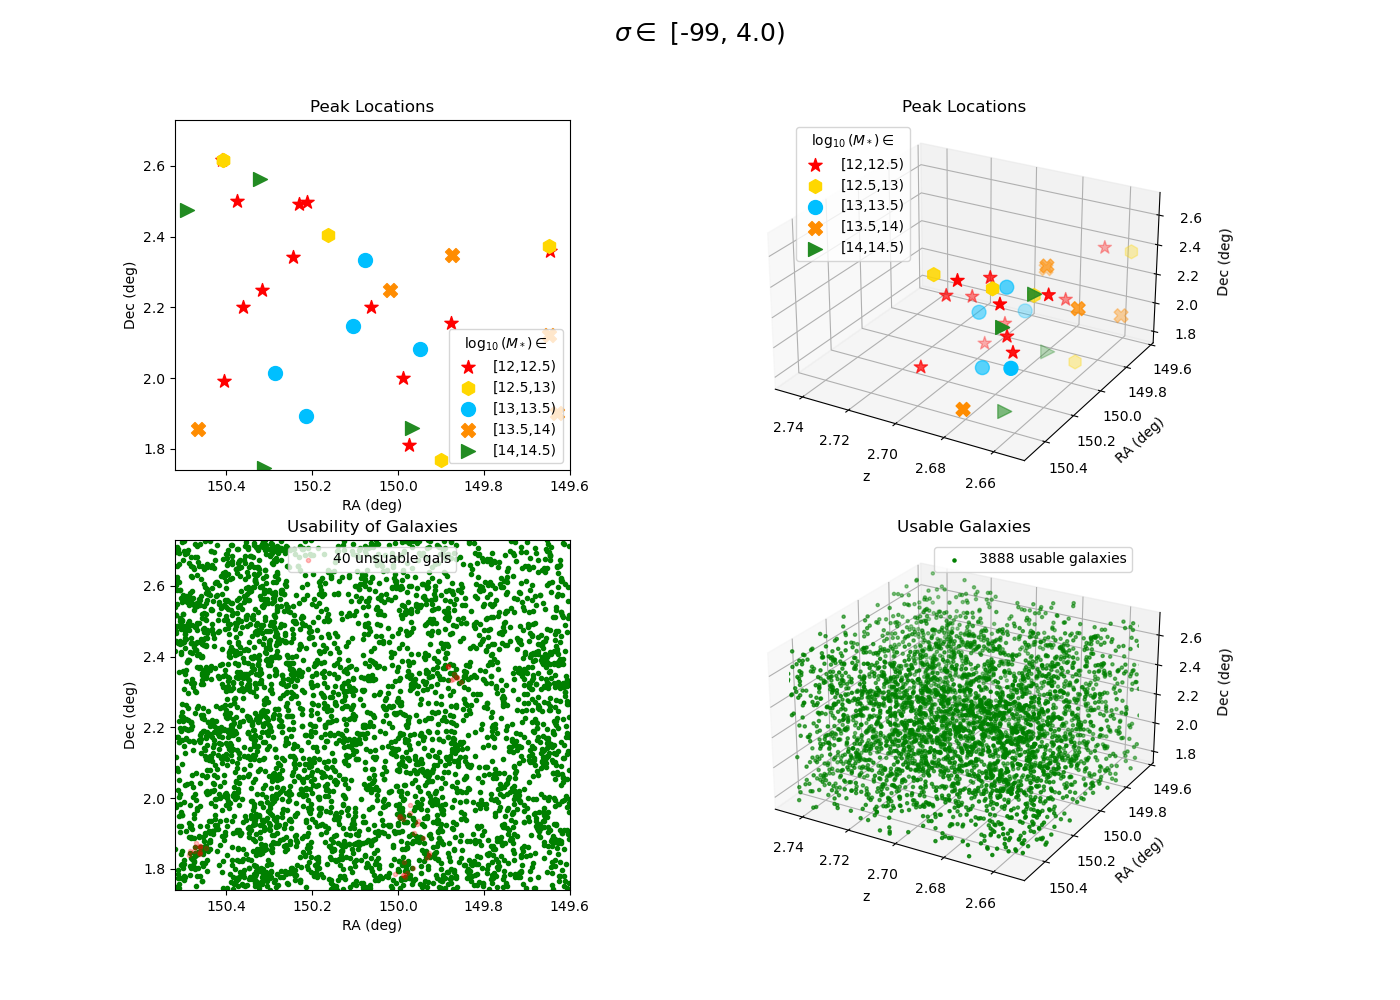 σ ∈ [-99, 4.0)
Peak Locations
2.6
2.4
2.2
2.0
1.8
Dec (deg)
150.4 150.2 150.0 149.8 149.6
RA (deg)
log₁₀(M*) ∈
[12,12.5)
[12.5,13)
[13,13.5)
[13.5,14)
[14,14.5)
Peak Locations
log₁₀(M*) ∈
[12,12.5)
[12.5,13)
[13,13.5)
[13.5,14)
[14,14.5)
2.6
2.4
2.2
2.0
1.8
Dec (deg)
149.6
149.8
150.0
150.2
150.4
RA (deg)
2.74
2.72
2.70
2.68
2.66
z
Usability of Galaxies
40 unsuable gals
2.6
2.4
2.2
2.0
1.8
Dec (deg)
150.4 150.2 150.0 149.8 149.6
RA (deg)
Usable Galaxies
3888 usable galaxies
2.6
2.4
2.2
2.0
1.8
Dec (deg)
149.6
149.8
150.0
150.2
150.4
RA (deg)
2.74
2.72
2.70
2.68
2.66
z